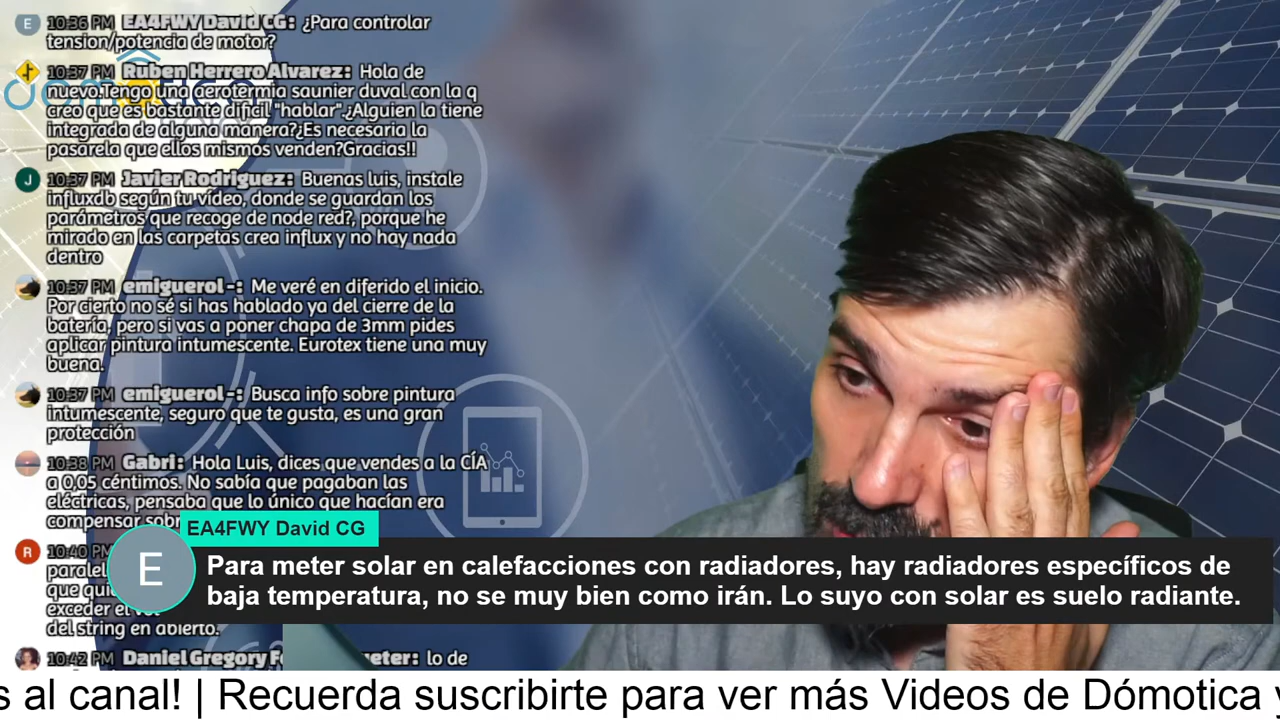 E 10:36 PM EA4FWY David CG: ¿Para controlar
tension/potencia de motor?
10:37 PM Ruben Herrero Alvarez: Hola de
nuevo.Tengo una aerotermia saunier duval con la q
creo que es bastante dificil "hablar".¿Alguien la tiene
integrada de alguna manera?¿Es necesaria la
pasarela que ellos mismos venden?Gracias!!
J 10:37 PM Javier Rodriguez: Buenas luis, instale
influxdb según tu vídeo, donde se guardan los
parámetros que recoge de node red?, porque he
mirado en las carpetas crea influx y no hay nada
dentro
10:37 PM emiguerol -: Me veré en diferido el inicio.
Por cierto no sé si has hablado ya del cierre de la
batería, pero si vas a poner chapa de 3mm pides
aplicar pintura intumescente. Eurotex tiene una muy
buena.
10:37 PM emiguerol -: Busca info sobre pintura
intumescente, seguro que te gusta, es una gran
protección
10:38 PM Gabri: Hola Luis, dices que vendes a la CÍA
a 0,05 céntimos. No sabía que pagaban las
eléctricas, pensaba que lo único que hacían era
compensar sobr
EA4FWY David CG
R 10:40 PM
paralel
que qui
exceder el
del string en abierto.
E
Para meter solar en calefacciones con radiadores, hay radiadores específicos de
baja temperatura, no se muy bien como irán. Lo suyo con solar es suelo radiante.
10:42 PM Daniel Gregory F eter: lo de
s al canal! | Recuerda suscribirte para ver más Videos de Dómotica y